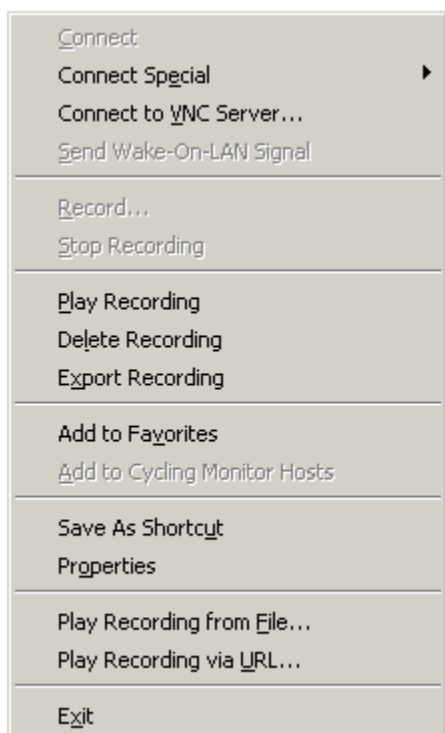 Connect
Connect Special
Connect to VNC Server...
Send Wake-On-LAN Signal
Record...
Stop Recording
Play Recording
Delete Recording
Export Recording
Add to Favorites
Add to Cycling Monitor Hosts
Save As Shortcut
Properties
Play Recording from File...
Play Recording via URL...
Exit